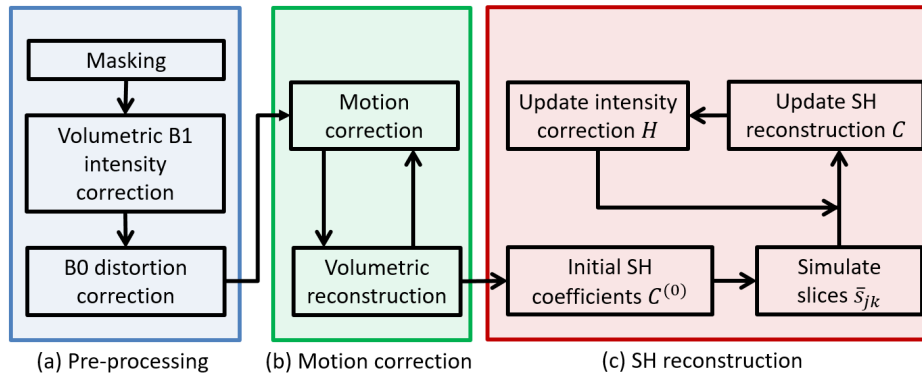 Masking
Volumetric B1
intensity
correction
B0 distortion
correction
(a) Pre-processing
Motion
correction
Volumetric
reconstruction
(b) Motion correction
Update intensity
correction H
Update SH
reconstruction C
Initial SH
coefficients C⁽⁰⁾
Simulate
slices s̄ⱼₖ
(c) SH reconstruction